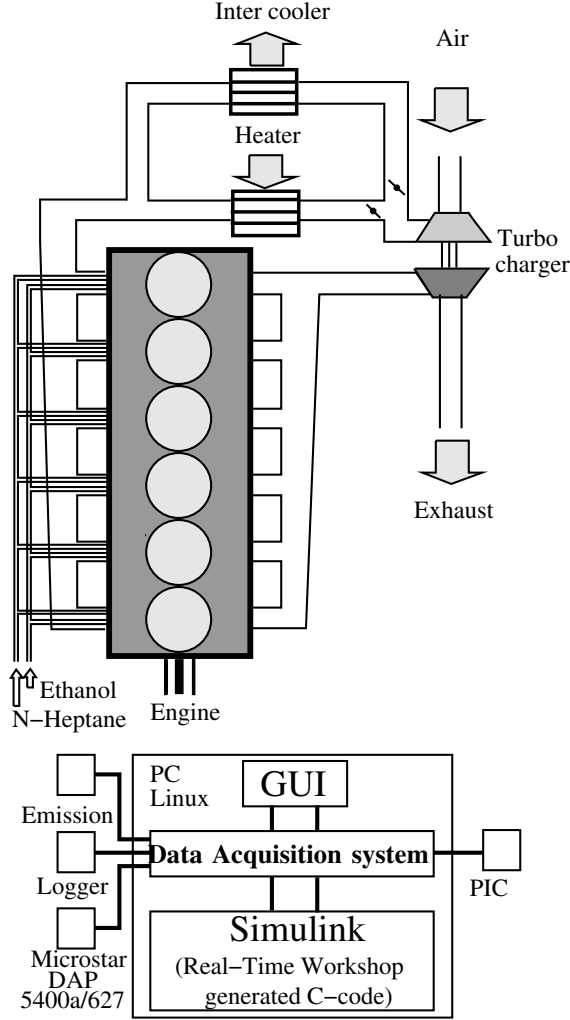 Inter cooler
Air
Heater
Turbo
charger
Exhaust
Ethanol
N−Heptane
Engine
PC
Linux
GUI
Emission
Data Acquisition system
Logger
PIC
Microstar
DAP
5400a/627
Simulink
(Real−Time Workshop
generated C−code)